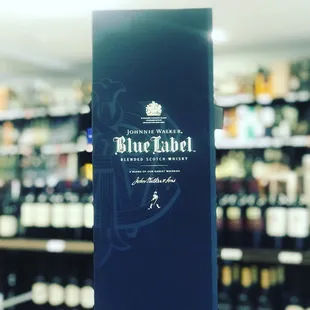 JOHNNIE WALKER
Blue Label
BLENDED SCOTCH WHISKY
John Walker & Sons